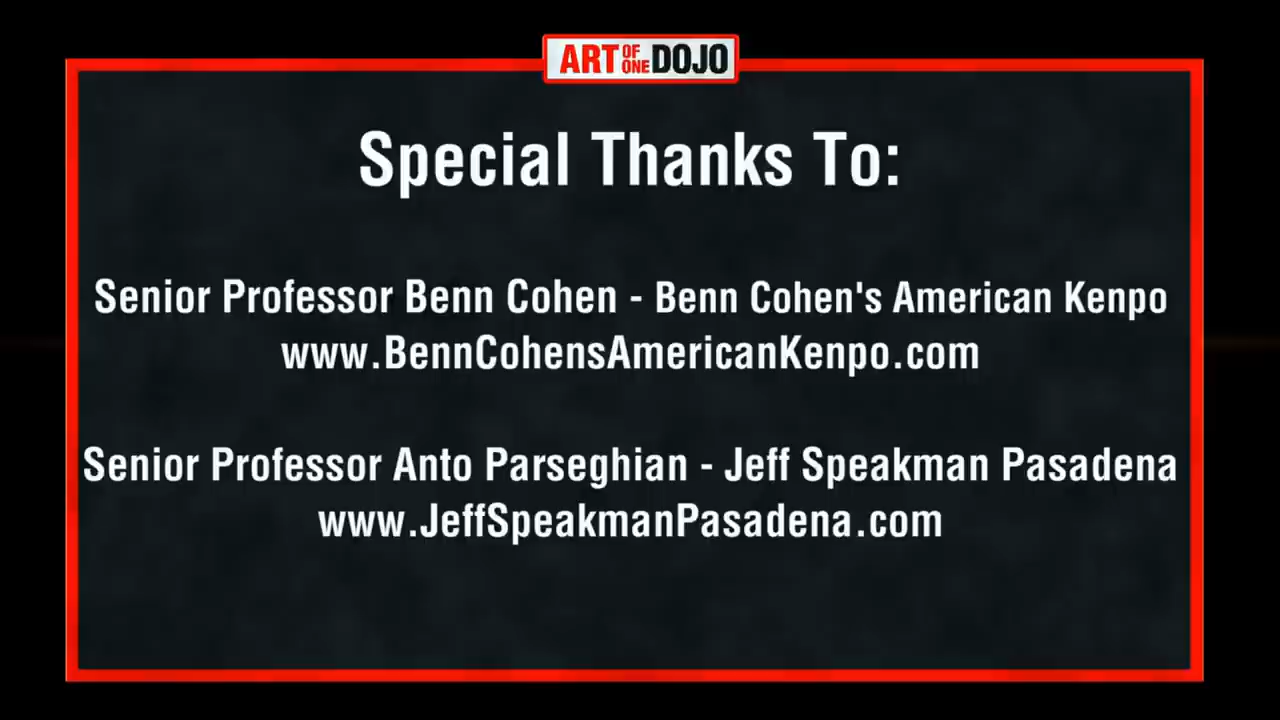 ART OF ONE DOJO
Special Thanks To:
Senior Professor Benn Cohen - Benn Cohen's American Kenpo
www.BennCohensAmericanKenpo.com
Senior Professor Anto Parseghian - Jeff Speakman Pasadena
www.JeffSpeakmanPasadena.com